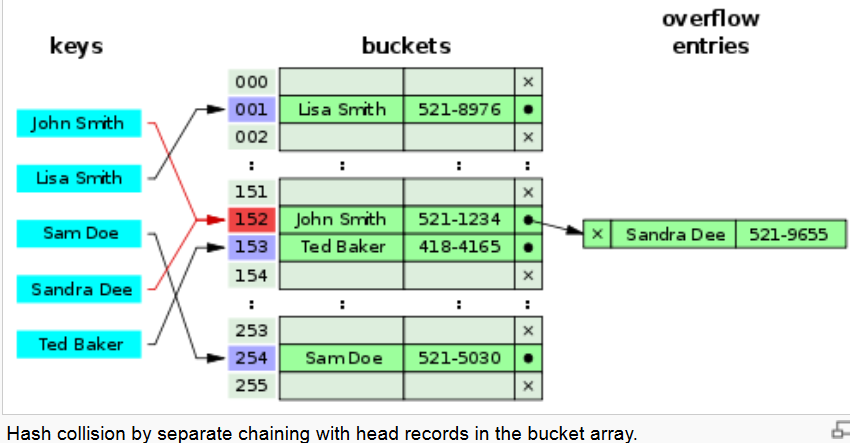 keys
buckets
overflow
entries
000 ×
001 Lisa Smith 521-8976
002 ×
: : : :
151 ×
152 John Smith 521-1234
153 Ted Baker 418-4165
154 ×
: : : :
253 ×
254 Sam Doe 521-5030
255 ×
John Smith
Lisa Smith
Sam Doe
Sandra Dee
Ted Baker
× Sandra Dee 521-9655
Hash collision by separate chaining with head records in the bucket array.